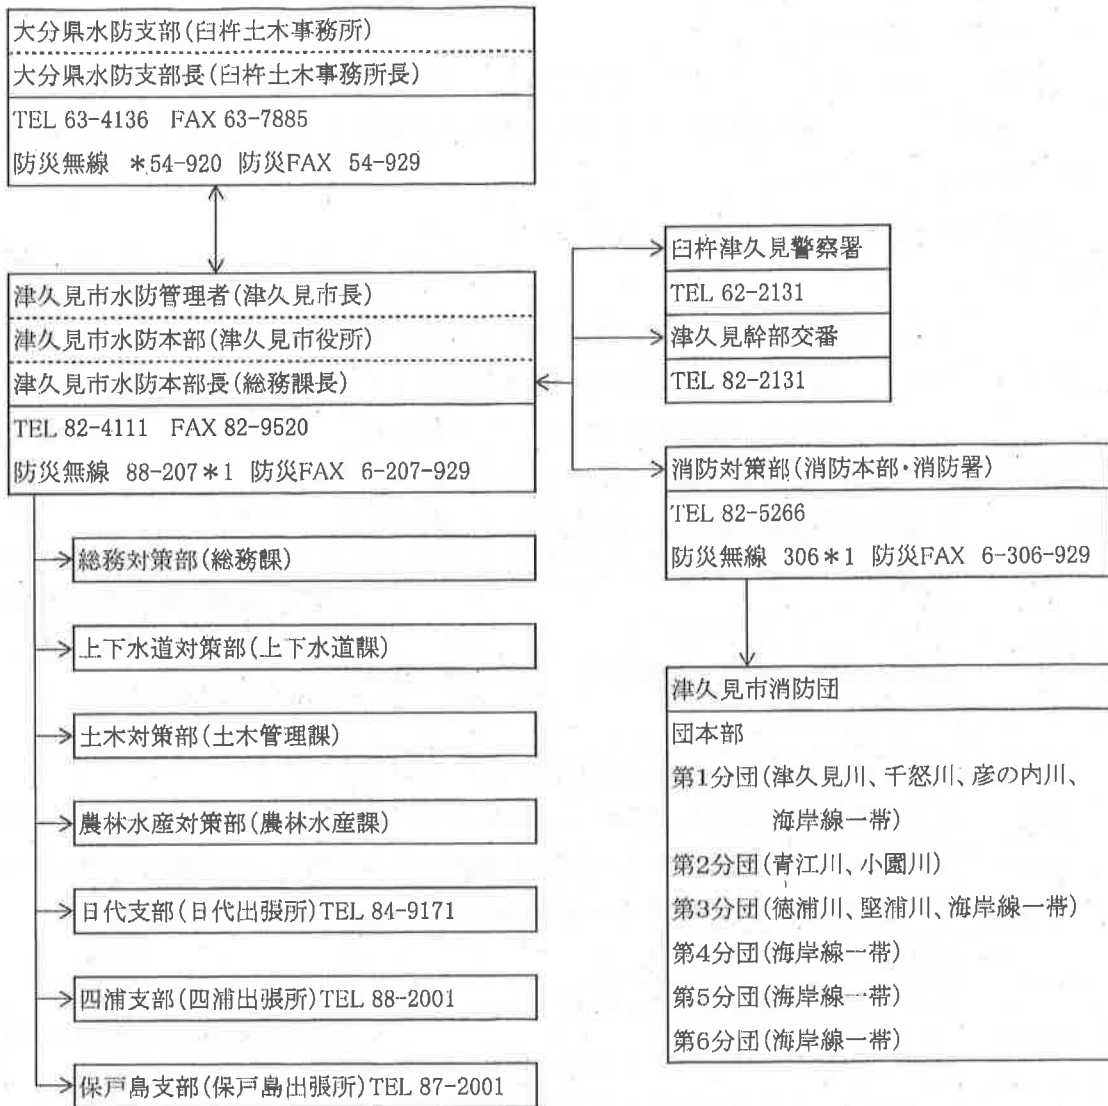 大分県水防支部(臼杵土木事務所)
大分県水防支部長(臼杵土木事務所長)
TEL 63-4136 FAX 63-7885
防災無線 *54-920 防災FAX 54-929
津久見市水防管理者(津久見市長)
津久見市水防本部(津久見市役所)
津久見市水防本部長(総務課長)
TEL 82-4111 FAX 82-9520
防災無線 88-207*1 防災FAX 6-207-929
総務対策部(総務課)
上下水道対策部(上下水道課)
土木対策部(土木管理課)
農林水産対策部(農林水産課)
日代支部(日代出張所)TEL 84-9171
四浦支部(四浦出張所)TEL 88-2001
保戸島支部(保戸島出張所)TEL 87-2001
臼杵津久見警察署
TEL 62-2131
津久見幹部交番
TEL 82-2131
消防対策部(消防本部・消防署)
TEL 82-5266
防災無線 306*1 防災FAX 6-306-929
津久見市消防団
団本部
第1分団(津久見川、千怒川、彦の内川、
海岸線一帯)
第2分団(青江川、小園川)
第3分団(徳浦川、堅浦川、海岸線一帯)
第4分団(海岸線一帯)
第5分団(海岸線一帯)
第6分団(海岸線一帯)